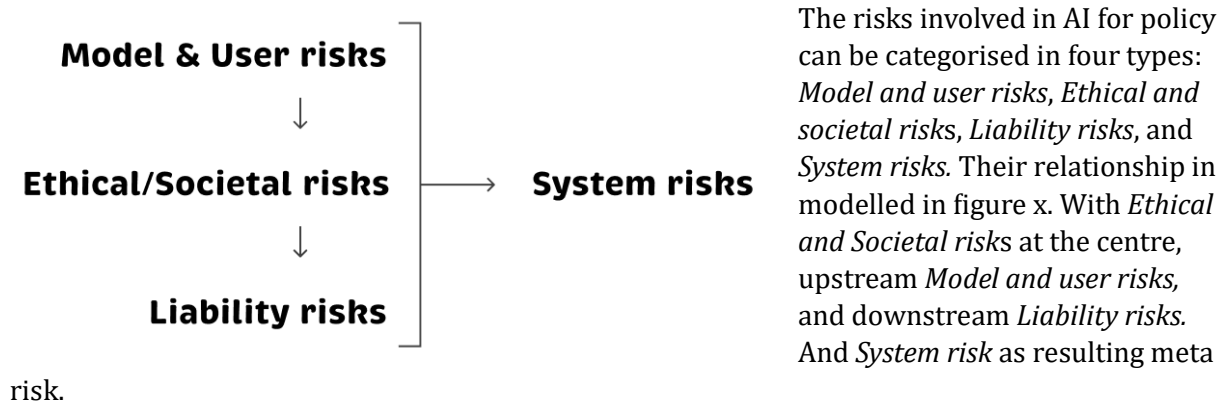 Model & User risks
↓
Ethical/Societal risks
↓
Liability risks
→
System risks
The risks involved in AI for policy
can be categorised in four types:
Model and user risks, Ethical and
societal risks, Liability risks, and
System risks. Their relationship in
modelled in figure x. With Ethical
and Societal risks at the centre,
upstream Model and user risks,
and downstream Liability risks.
And System risk as resulting meta
risk.